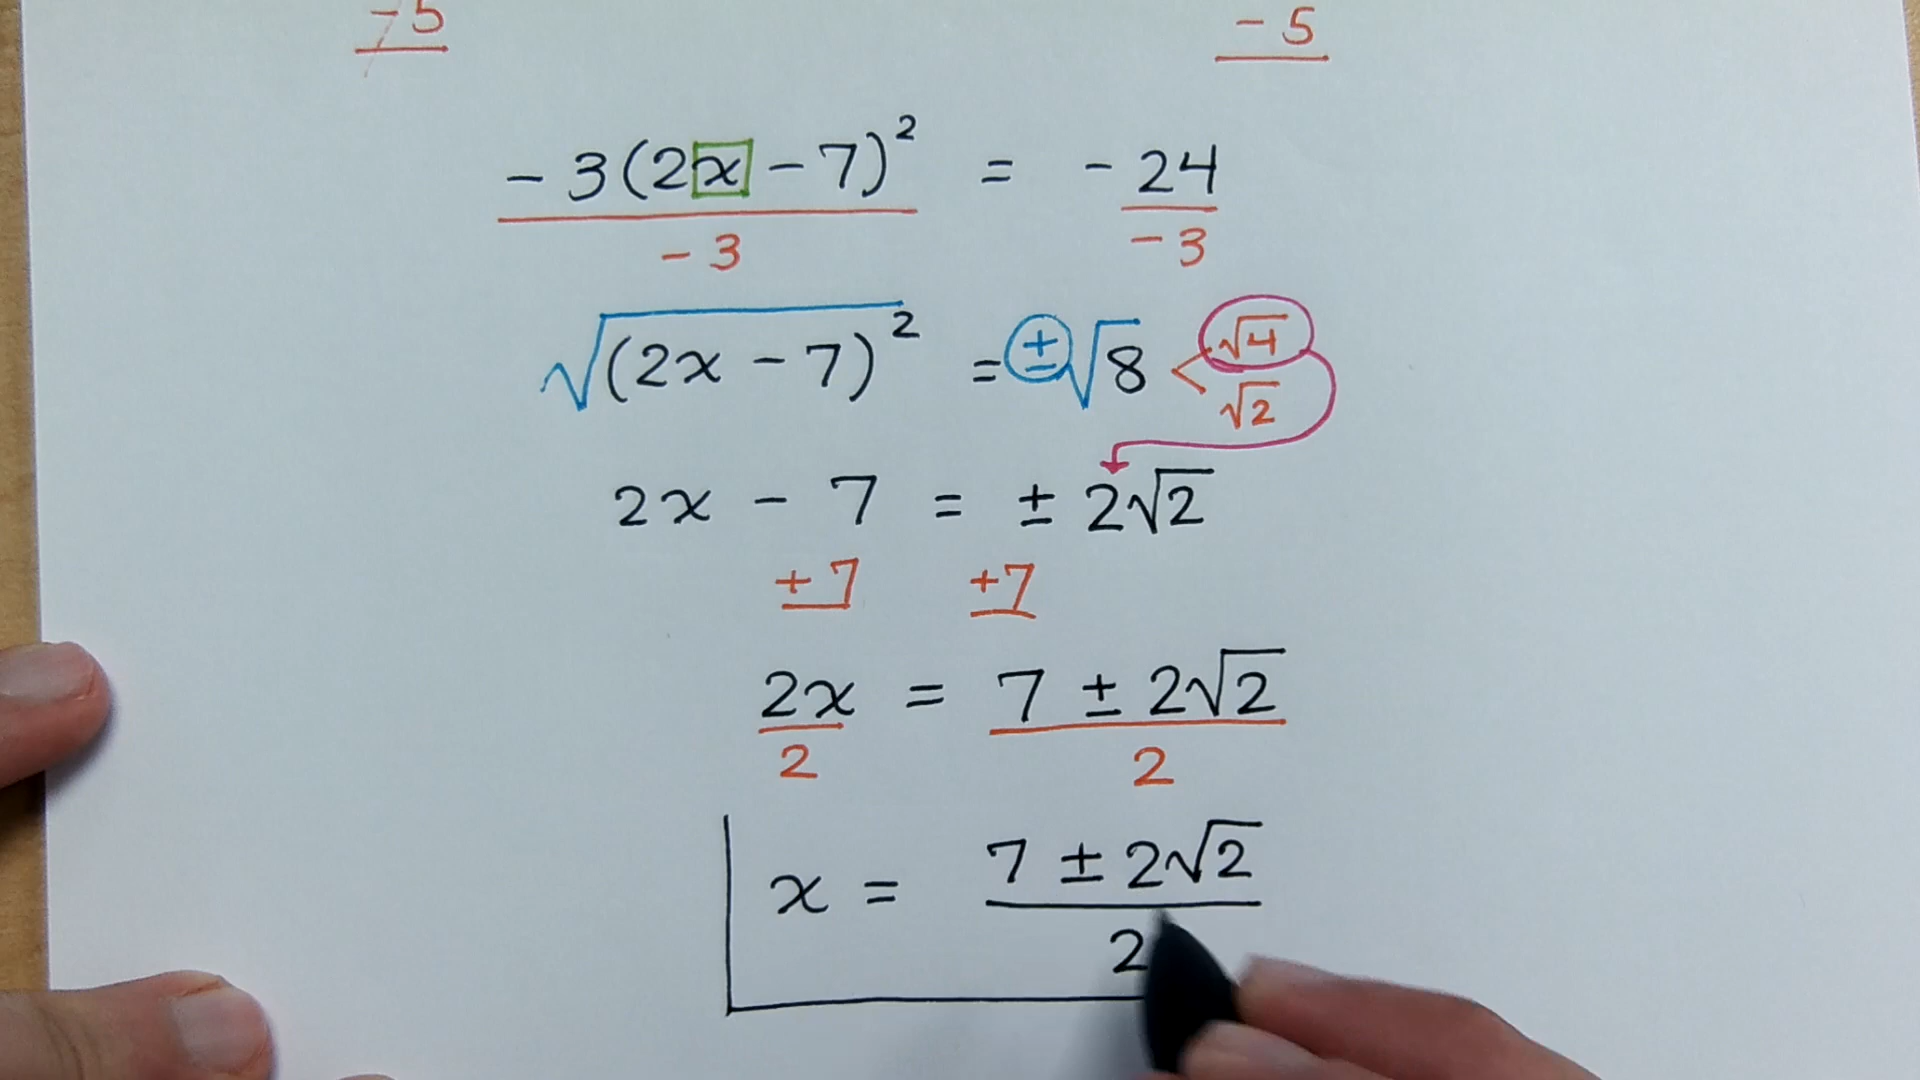 -5 -5
-3(2x - 7)² = -24
-3 -3
√(2x - 7)² = ±√8 < √4
√2
2x - 7 = ± 2√2
+7 +7
2x = 7 ± 2√2
2 2
x = 7 ± 2√2
2